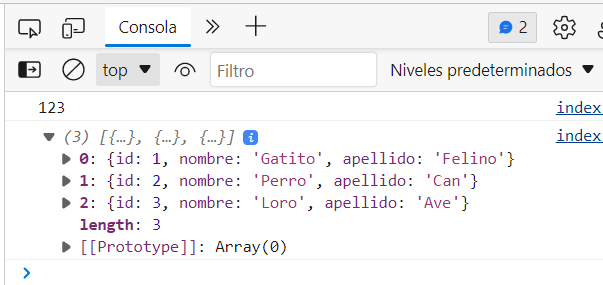 Consola 2
top Filtro Niveles predeterminados
123 index
(3) [{…}, {…}, {…}] i index
0: {id: 1, nombre: 'Gatito', apellido: 'Felino'}
1: {id: 2, nombre: 'Perro', apellido: 'Can'}
2: {id: 3, nombre: 'Loro', apellido: 'Ave'}
length: 3
[[Prototype]]: Array(0)